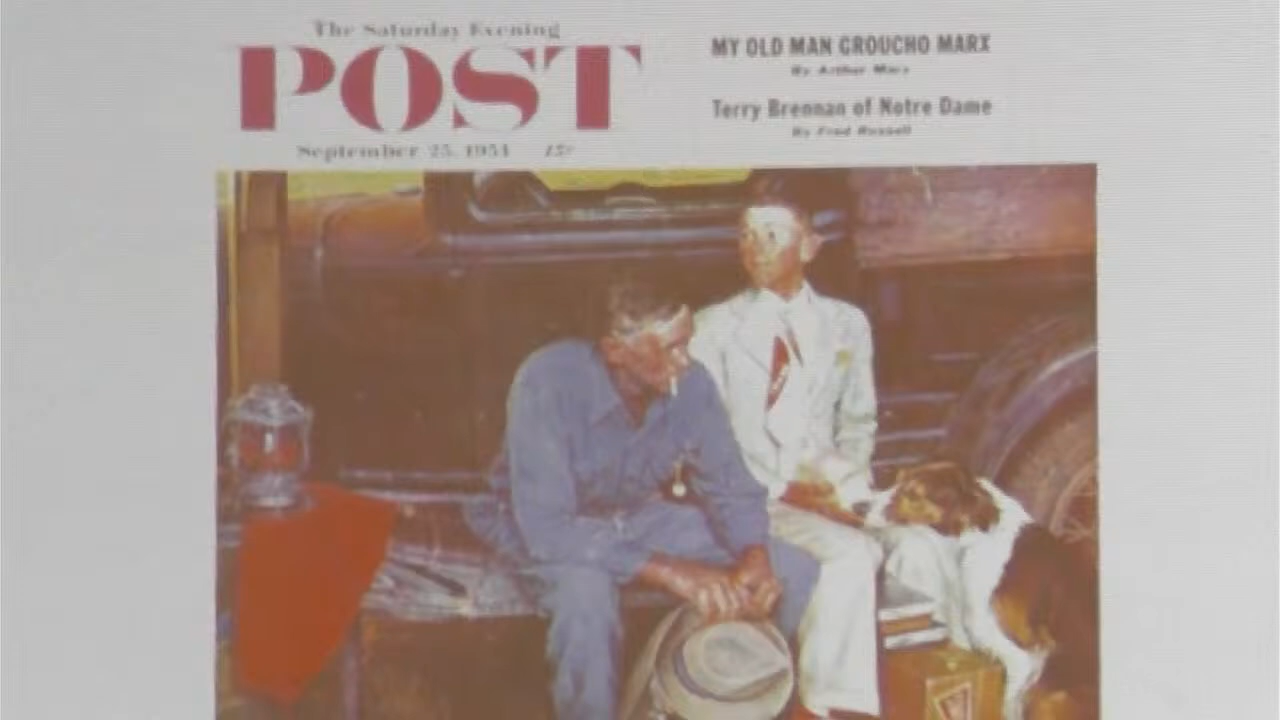 The Saturday Evening
POST
September 25, 1954 15¢
MY OLD MAN GROUCHO MARX
By Arthur Marx
Terry Brennan of Notre Dame
By Fred Russell